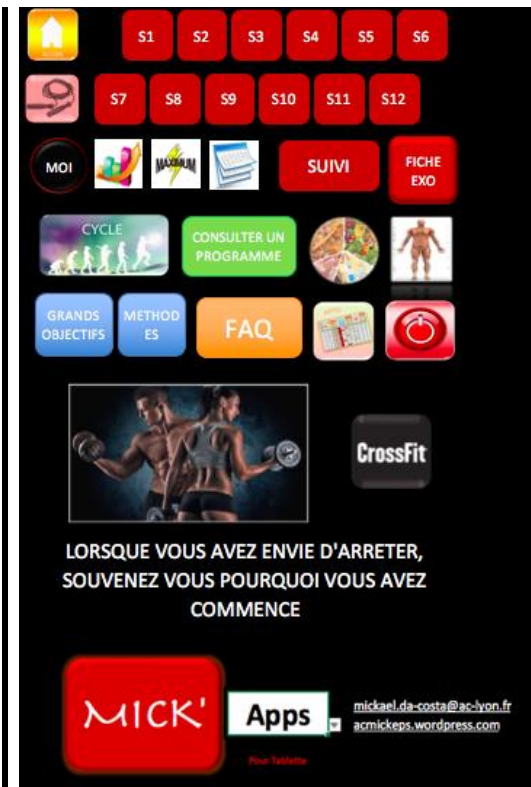 S1 S2 S3 S4 S5 S6
S7 S8 S9 S10 S11 S12
MOI
MAXIMUM
SUIVI
FICHE
EXO
CYCLE
CONSULTER UN
PROGRAMME
GRANDS
OBJECTIFS
METHOD
ES
FAQ
CrossFit
LORSQUE VOUS AVEZ ENVIE D'ARRETER,
SOUVENEZ VOUS POURQUOI VOUS AVEZ
COMMENCE
MICK'
Apps
mickael.da-costa@ac-lyon.fr
acmickeps.wordpress.com
Pour Tablette